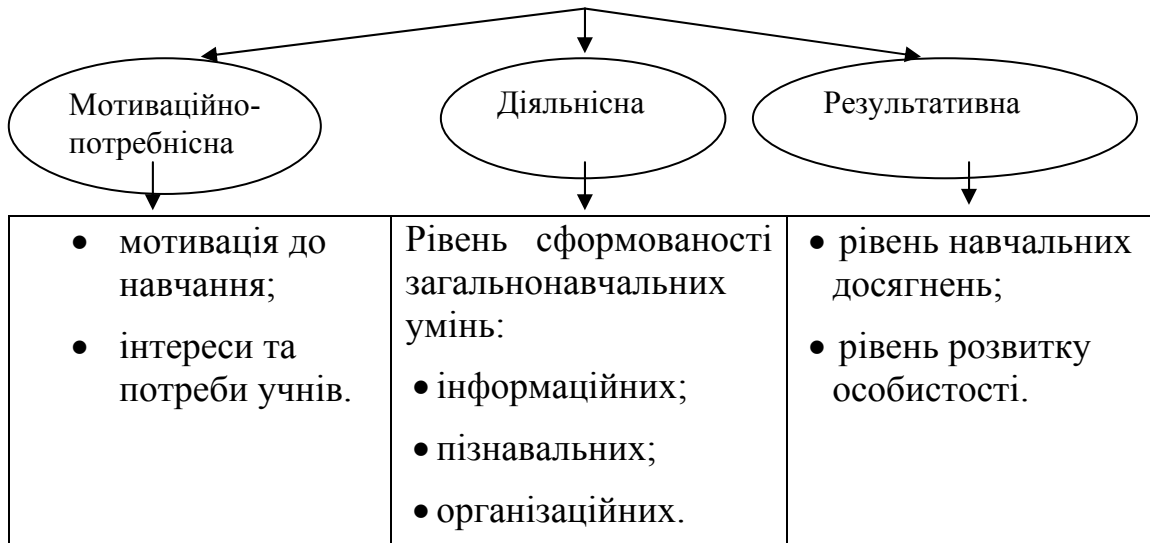 Мотиваційно-
потребнісна
Діяльнісна
Результативна
• мотивація до
навчання;
• інтереси та
потреби учнів.
Рівень сформованості
загальнонавчальних
умінь:
• інформаційних;
• пізнавальних;
• організаційних.
• рівень навчальних
досягнень;
• рівень розвитку
особистості.